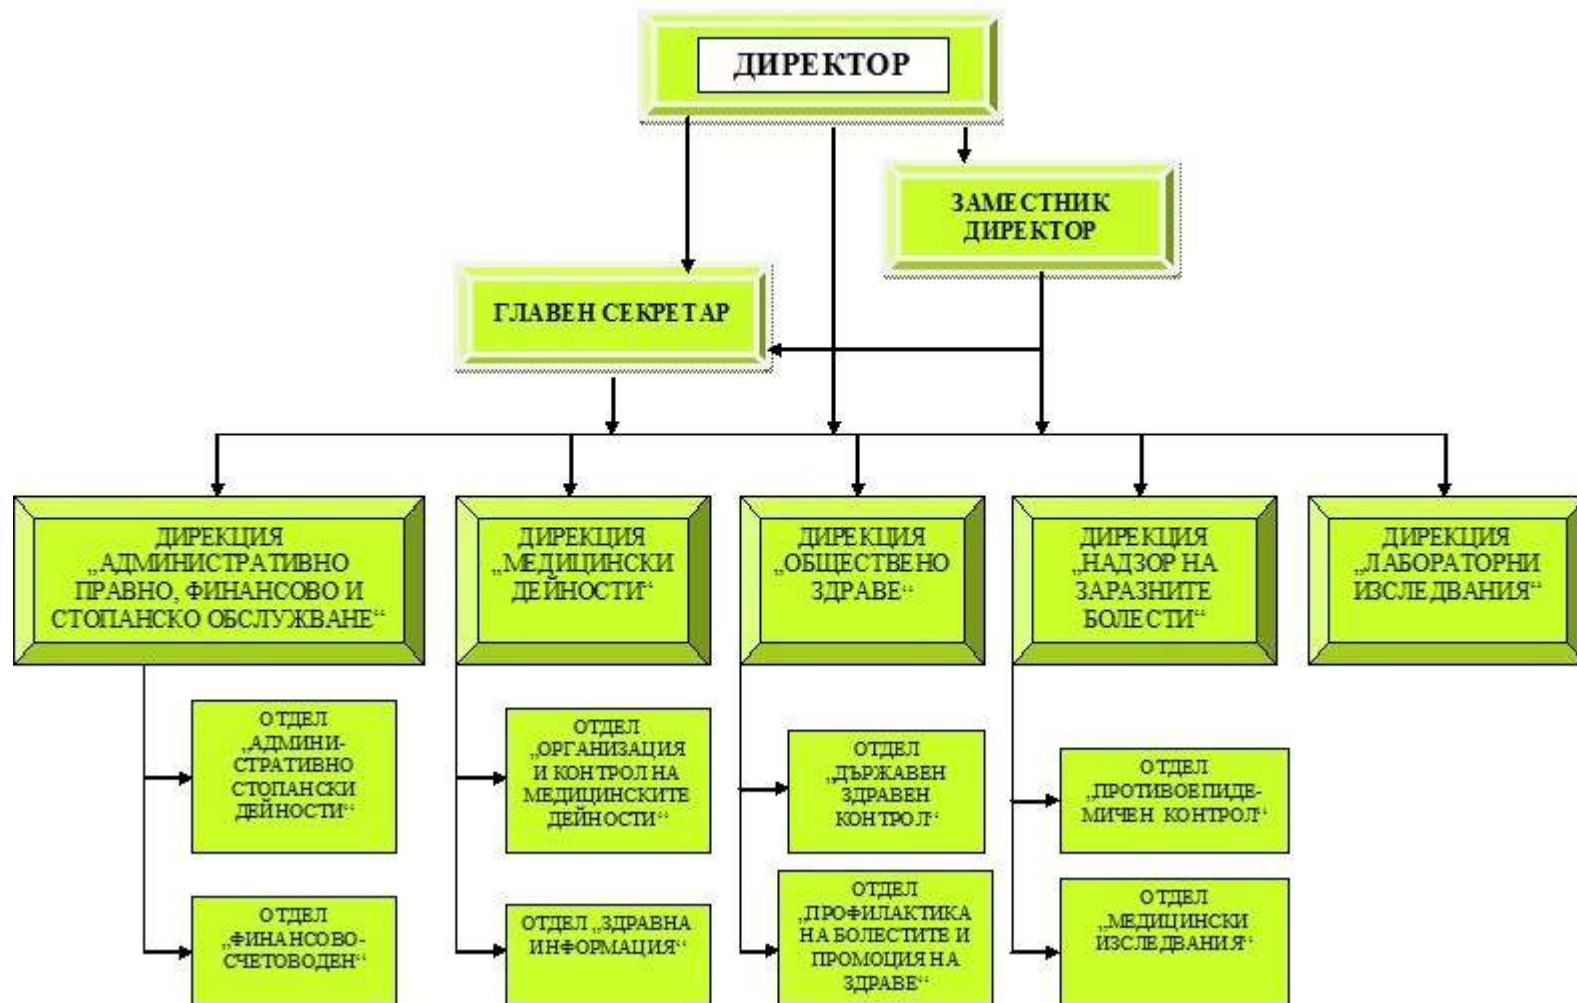 ДИРЕКТОР
ЗАМЕСТНИК
ДИРЕКТОР
ГЛАВЕН СЕКРЕТАР
ДИРЕКЦИЯ
„АДМИНИСТРАТИВНО
ПРАВНО, ФИНАНСОВО И
СТОПАНСКО ОБСЛУЖВАНЕ“
ДИРЕКЦИЯ
„МЕДИЦИНСКИ
ДЕЙНОСТИ“
ДИРЕКЦИЯ
„ОБЩЕСТВЕНО
ЗДРАВЕ“
ДИРЕКЦИЯ
„НАДЗОР НА
ЗАРАЗНИТЕ
БОЛЕСТИ“
ДИРЕКЦИЯ
„ЛАБОРАТОРНИ
ИЗСЛЕДВАНИЯ“
ОТДЕЛ
„АДМИНИ-
СТРАТИВНО
СТОПАНСКИ
ДЕЙНОСТИ“
ОТДЕЛ
„ОРГАНИЗАЦИЯ
И КОНТРОЛ НА
МЕДИЦИНСКИТЕ
ДЕЙНОСТИ“
ОТДЕЛ
„ДЪРЖАВЕН
ЗДРАВЕН
КОНТРОЛ“
ОТДЕЛ
„ПРОТИВОЕПИДЕ-
МИЧЕН КОНТРОЛ“
ОТДЕЛ
„ФИНАНСОВО-
СЧЕТОВОДЕН“
ОТДЕЛ „ЗДРАВНА
ИНФОРМАЦИЯ“
ОТДЕЛ
„ПРОФИЛАКТИКА
НА БОЛЕСТИТЕ И
ПРОМОЦИЯ НА
ЗДРАВЕ“
ОТДЕЛ
„МЕДИЦИНСКИ
ИЗСЛЕДВАНИЯ“